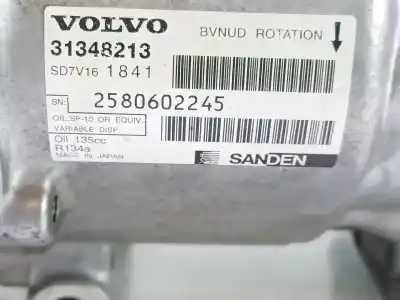 VOLVO
BVNUD ROTATION
31348213
SD7V16 1841
SN: 2580602245
OIL:SP-10 OR EQUIV.
VARIABLE DISP.
Oil 135cc
R134a
MADE IN JAPAN
SANDEN